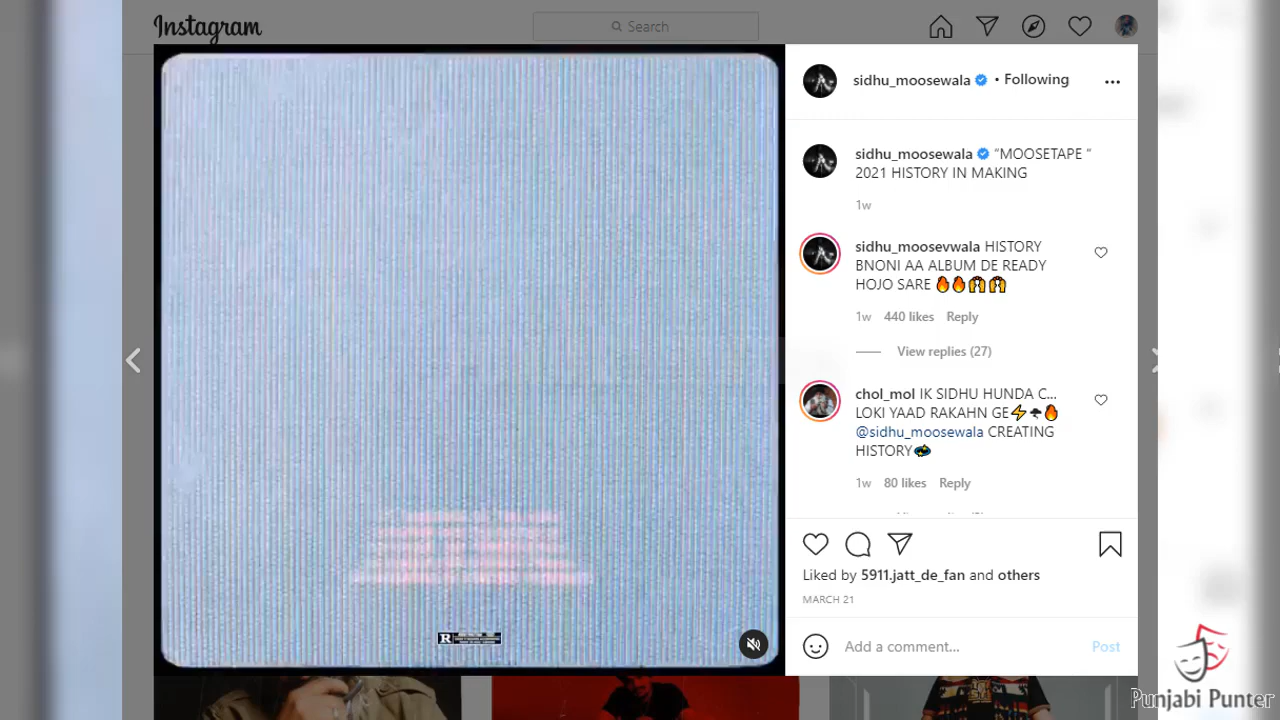 Instagram
Search
sidhu_moosewala • Following
sidhu_moosewala “MOOSETAPE “
2021 HISTORY IN MAKING
1w
sidhu_moosevwala HISTORY
BNONI AA ALBUM DE READY
HOJO SARE 🔥🔥🙌🙌
1w 440 likes Reply
View replies (27)
chol_mol IK SIDHU HUNDA C...
LOKI YAAD RAKAHN GE⚡🌩🔥
@sidhu_moosewala CREATING
HISTORY
1w 80 likes Reply
Liked by 5911.jatt_de_fan and others
MARCH 21
Add a comment...
Post
R
Punjabi Punter